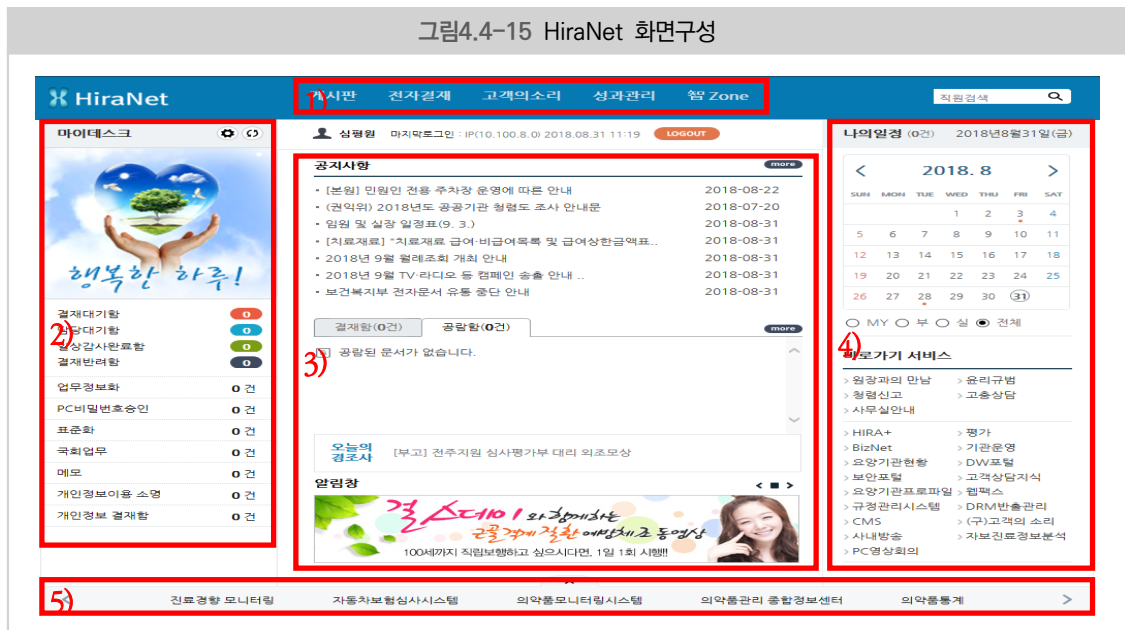 그림4.4-15 HiraNet 화면구성
HiraNet
1)
게시판 전자결재 고객의소리 성과관리 쉼 Zone
직원검색
마이데스크
심평원 마지막로그인 : IP(10.100.8.0) 2018.08.31 11:19 LOGOUT
나의일정 (0건) 2018년8월31일(금)
행복한 하루!
2)
결재대기함 0
담당대기함 0
일상감사완료함 0
결재반려함 0
업무정보화 0 건
PC비밀번호승인 0 건
표준화 0 건
국회업무 0 건
메모 0 건
개인정보이용 소명 0 건
개인정보 결재함 0 건
3)
공지사항 more
[본원] 민원인 전용 주차장 운영에 따른 안내 2018-08-22
(권익위) 2018년도 공공기관 청렴도 조사 안내문 2018-07-20
임원 및 실장 일정표(9. 3.) 2018-08-31
[치료재료] "치료재료 급여·비급여목록 및 급여상한금액표.. 2018-08-31
2018년 9월 월례조회 개최 안내 2018-08-31
2018년 9월 TV·라디오 등 캠페인 송출 안내 .. 2018-08-31
보건복지부 전자문서 유통 중단 안내 2018-08-31
결재함(0건) 공람함(0건) more
공람된 문서가 없습니다.
오늘의
경조사
[부고] 전주지원 심사평가부 대리 외조모상
알림창
걸스데이와 함께하는
근골격계 질환 예방체조 동영상
100세까지 직립보행하고 싶으시다면, 1일 1회 시행!!
2018. 8
SUN MON TUE WED THU FRI SAT
1 2 3 4
5 6 7 8 9 10 11
12 13 14 15 16 17 18
19 20 21 22 23 24 25
26 27 28 29 30 31
MY 부 실 전체
4)
바로가기 서비스
원장과의 만남 윤리규범
청렴신고 고충상담
사무실안내
HIRA+ 평가
BizNet 기관운영
요양기관현황 DW포털
보안포털 고객상담지식
요양기관프로파일 웹팩스
규정관리시스템 DRM반출관리
CMS (구)고객의 소리
사내방송 자보진료정보분석
PC영상회의
5)
진료경향 모니터링 자동차보험심사시스템 의약품모니터링시스템 의약품관리 종합정보센터 의약품통계